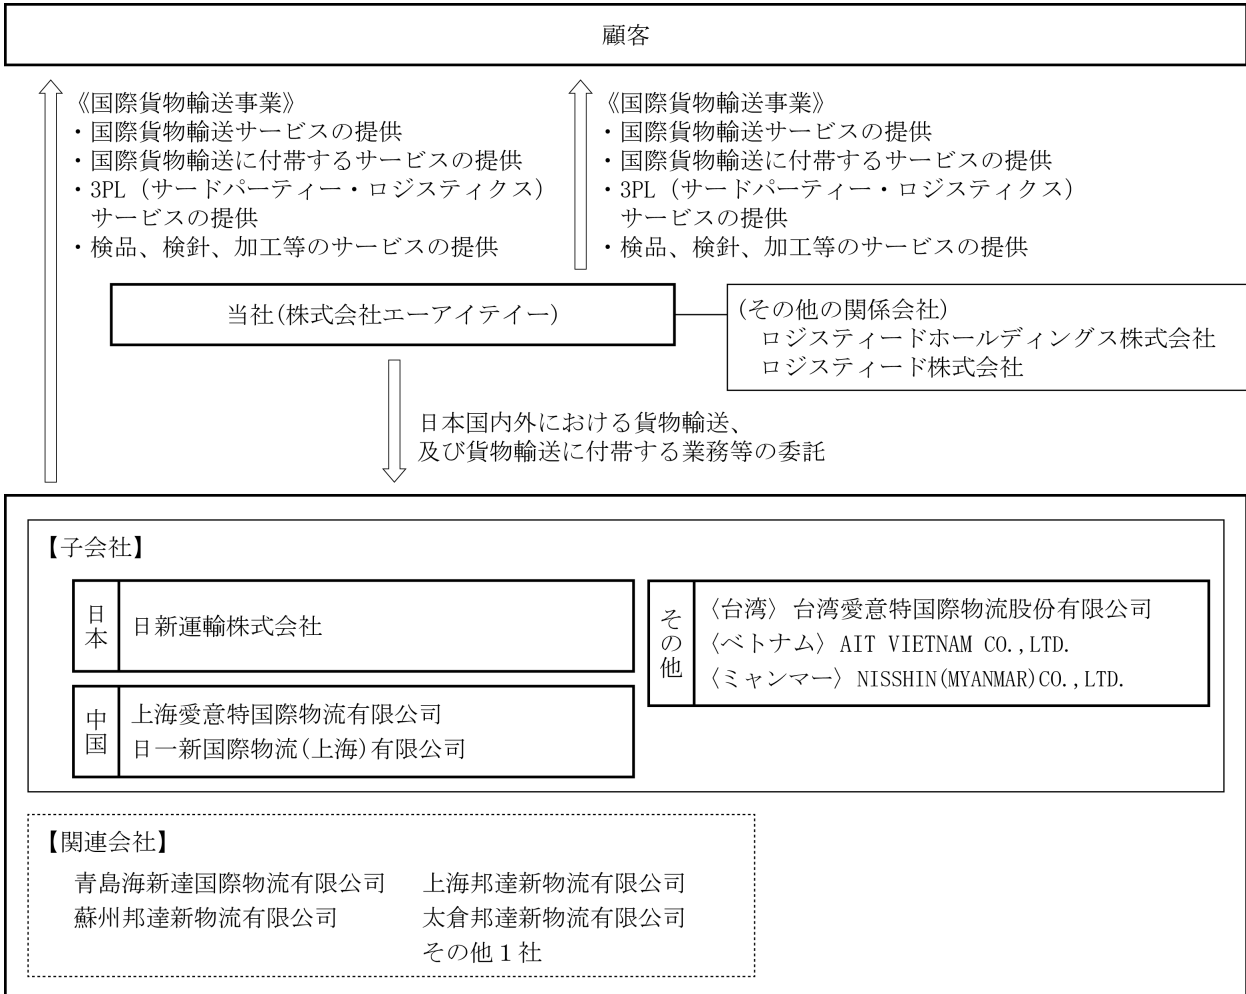 顧客
《国際貨物輸送事業》
・国際貨物輸送サービスの提供
・国際貨物輸送に付帯するサービスの提供
・3PL（サードパーティー・ロジスティクス）
サービスの提供
・検品、検針、加工等のサービスの提供
《国際貨物輸送事業》
・国際貨物輸送サービスの提供
・国際貨物輸送に付帯するサービスの提供
・3PL（サードパーティー・ロジスティクス）
サービスの提供
・検品、検針、加工等のサービスの提供
当社(株式会社エーアイテイー)
(その他の関係会社)
ロジスティードホールディングス株式会社
ロジスティード株式会社
日本国内外における貨物輸送、
及び貨物輸送に付帯する業務等の委託
【子会社】
日本
日新運輸株式会社
中国
上海愛意特国際物流有限公司
日一新国際物流(上海)有限公司
その他
〈台湾〉台湾愛意特国際物流股份有限公司
〈ベトナム〉AIT VIETNAM CO.,LTD.
〈ミャンマー〉NISSHIN(MYANMAR)CO.,LTD.
【関連会社】
青島海新達国際物流有限公司
蘇州邦達新物流有限公司
上海邦達新物流有限公司
太倉邦達新物流有限公司
その他１社